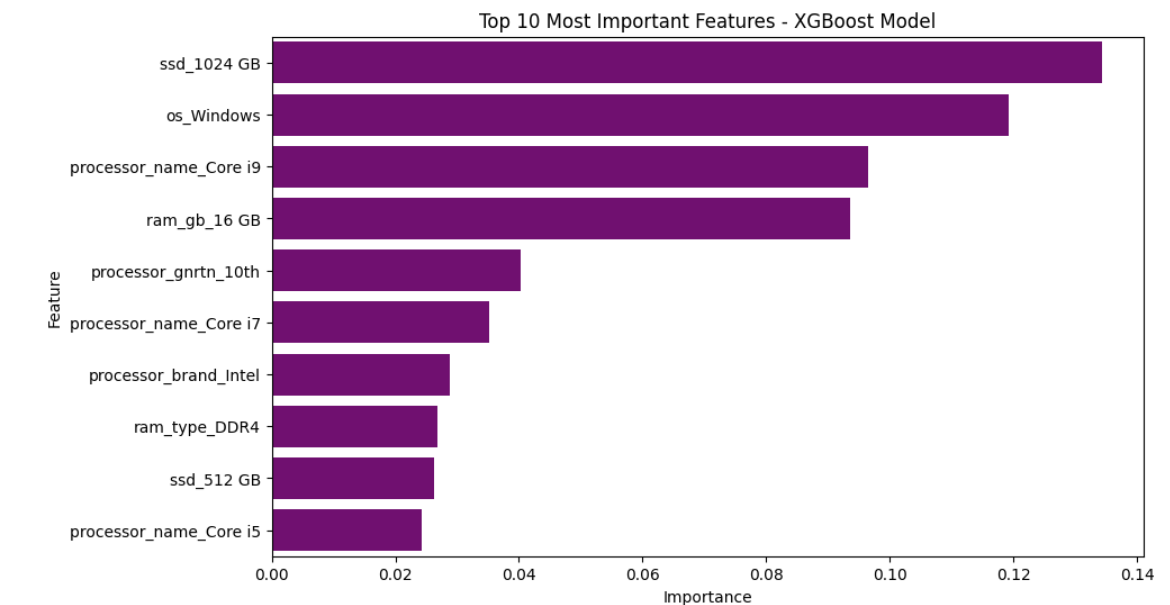 Top 10 Most Important Features - XGBoost Model
Feature
ssd_1024 GB
os_Windows
processor_name_Core i9
ram_gb_16 GB
processor_gnrtn_10th
processor_name_Core i7
processor_brand_Intel
ram_type_DDR4
ssd_512 GB
processor_name_Core i5
0.00 0.02 0.04 0.06 0.08 0.10 0.12 0.14
Importance